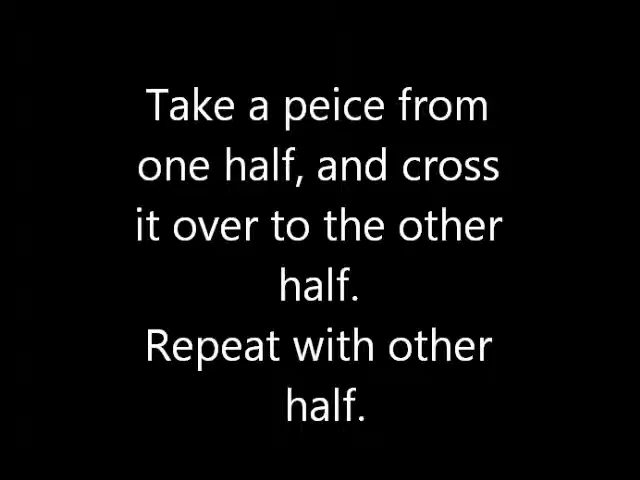 Take a peice from
one half, and cross
it over to the other
half.
Repeat with other
half.